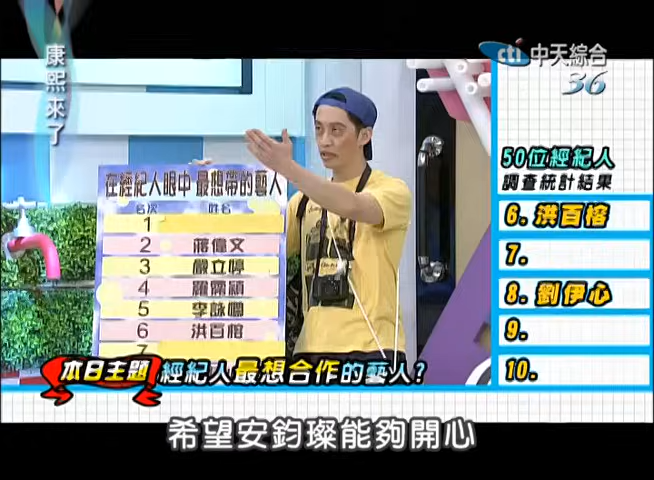 康熙來了
cti 中天綜合
36
在經紀人眼中 最想帶的藝人
名次 姓名
1
2 蔣偉文
3 嚴立婷
4 羅霈穎
5 李詠嫻
6 洪百榕
7
50位經紀人
調查統計結果
6. 洪百榕
7.
8. 劉伊心
9.
10.
本日主題 經紀人最想合作的藝人?
希望安鈞璨能夠開心